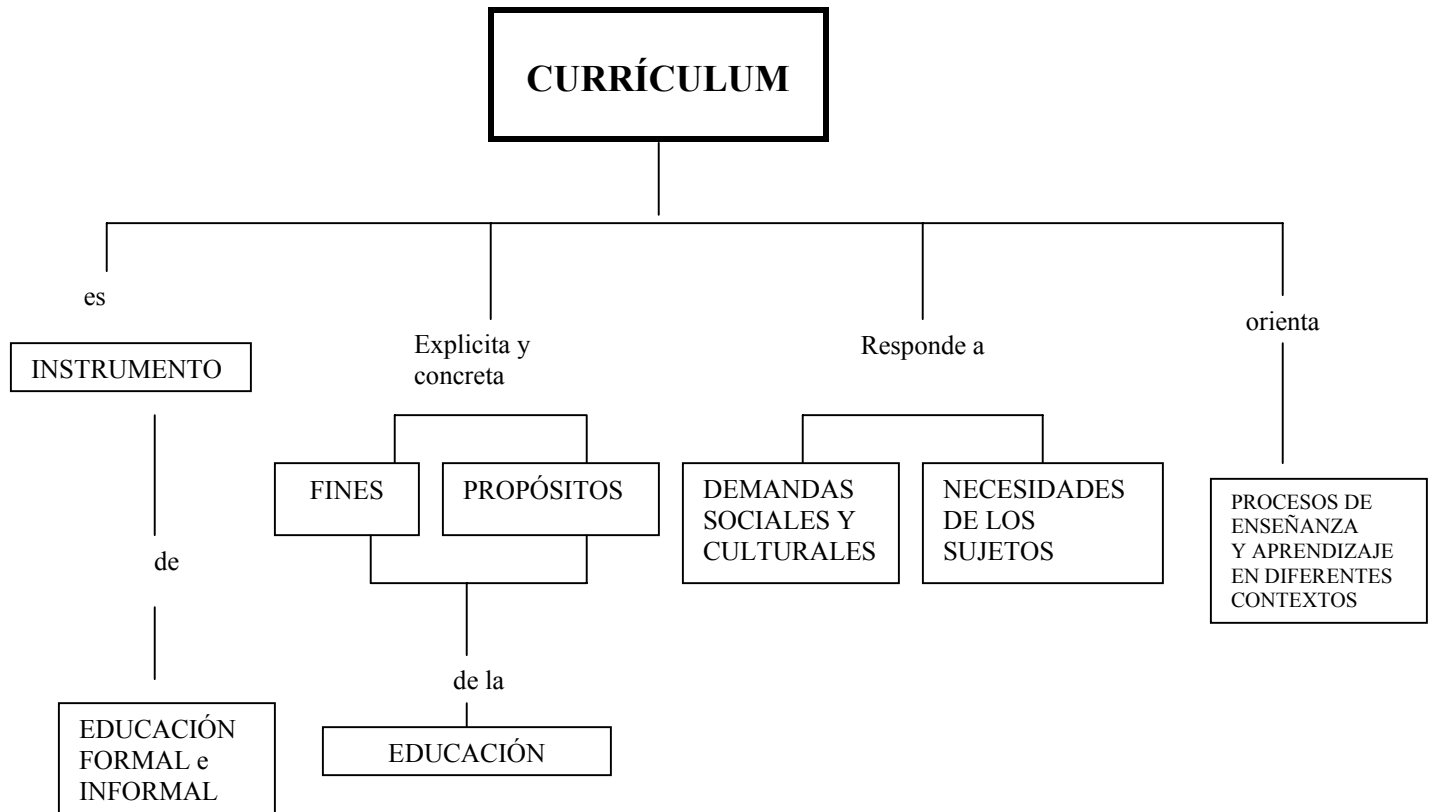 CURRÍCULUM
es
INSTRUMENTO
de
EDUCACIÓN
FORMAL e
INFORMAL
Explicita y
concreta
FINES
PROPÓSITOS
de la
EDUCACIÓN
Responde a
DEMANDAS
SOCIALES Y
CULTURALES
NECESIDADES
DE LOS
SUJETOS
orienta
PROCESOS DE
ENSEÑANZA
Y APRENDIZAJE
EN DIFERENTES
CONTEXTOS